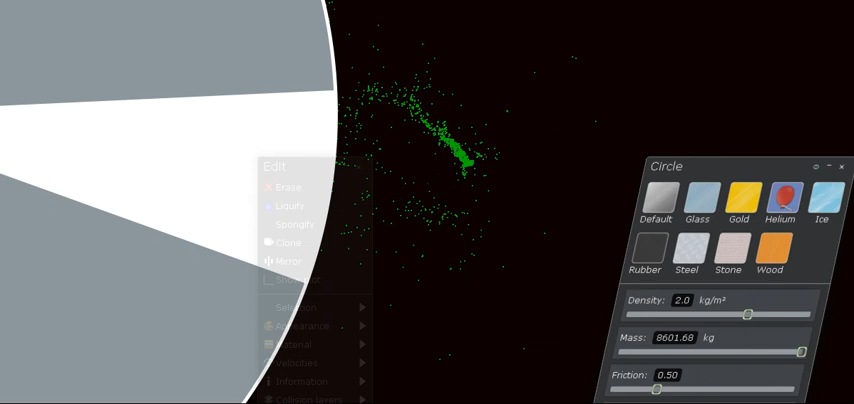 Edit
Erase
Liquify
Spongify
Clone
Mirror
Selection
Appearance
Material
Velocities
Information
Collision layers
Circle
Default Glass Gold Helium Ice
Rubber Steel Stone Wood
Density: 2.0 kg/m²
Mass: 8601.68 kg
Friction: 0.50